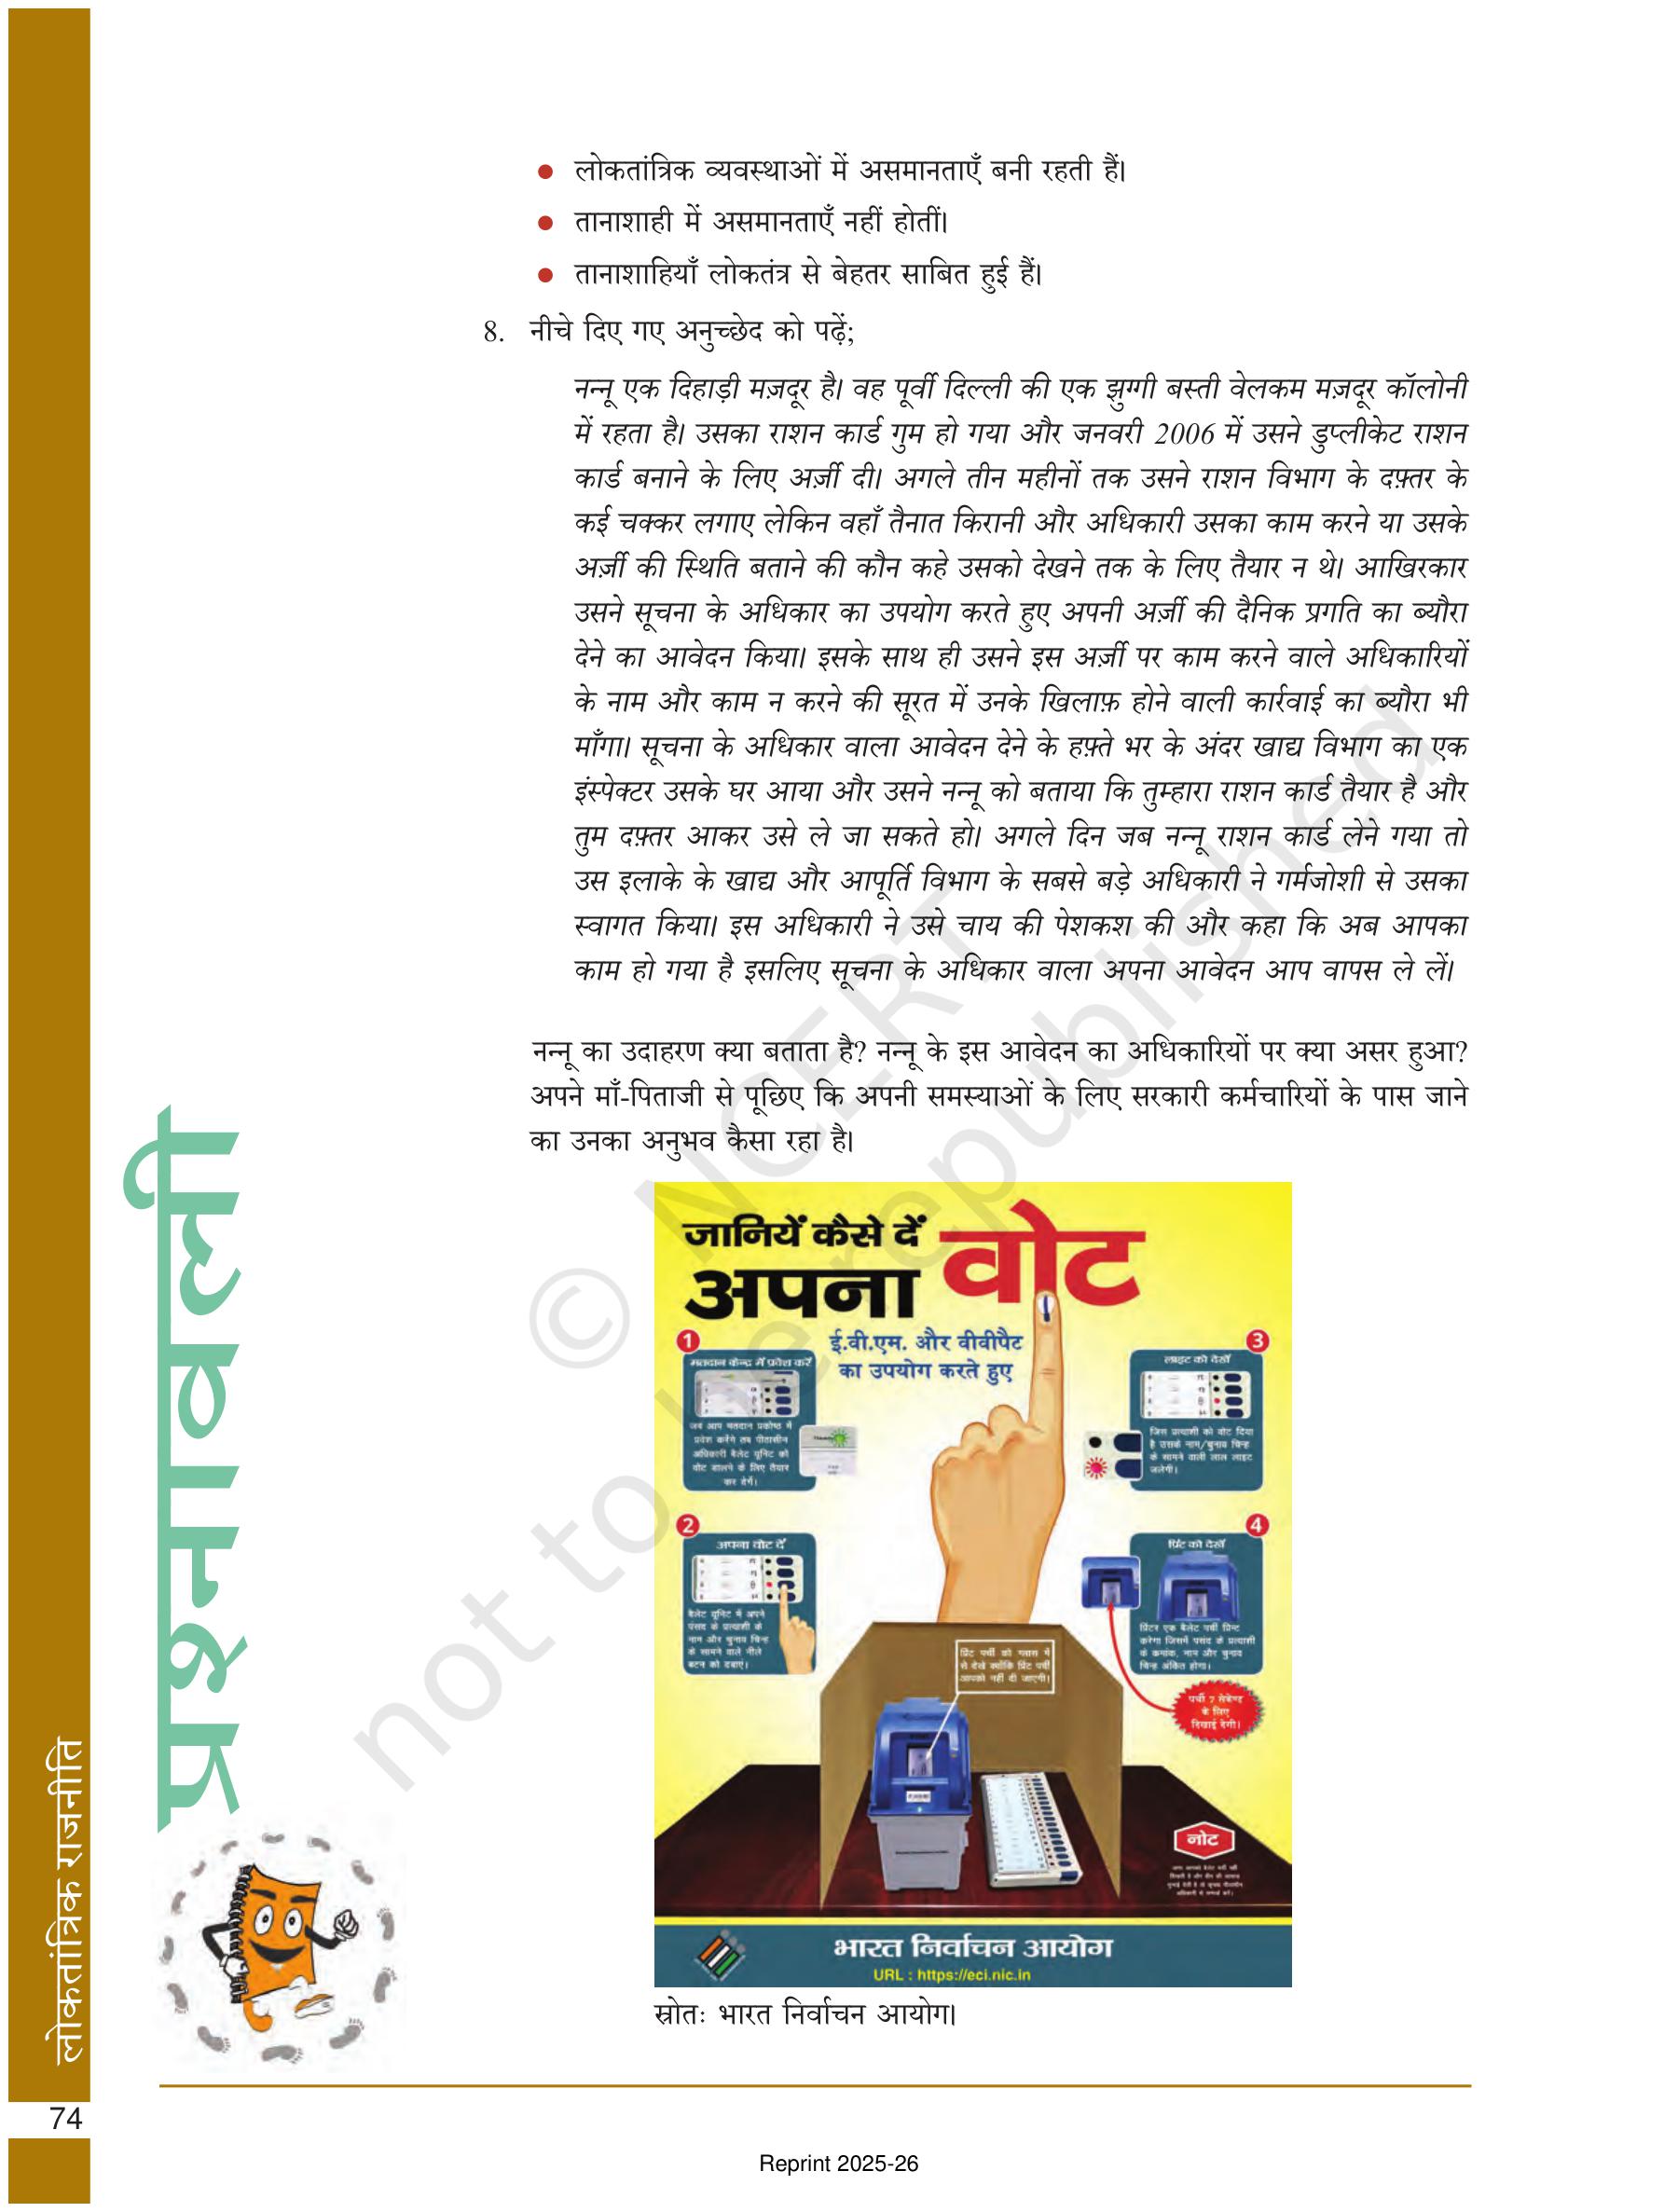 लोकतांत्रिक व्यवस्थाओं में असमानताएँ बनी रहती हैं।
तानाशाही में असमानताएँ नहीं होतीं।
तानाशाहियाँ लोकतंत्र से बेहतर साबित हुई हैं।
8. नीचे दिए गए अनुच्छेद को पढ़ें;
नन्नू एक दिहाड़ी मज़दूर है। वह पूर्वी दिल्ली की एक झुग्गी बस्ती वेलकम मज़दूर कॉलोनी
में रहता है। उसका राशन कार्ड गुम हो गया और जनवरी 2006 में उसने डुप्लीकेट राशन
कार्ड बनाने के लिए अर्ज़ी दी। अगले तीन महीनों तक उसने राशन विभाग के दफ़्तर के
कई चक्कर लगाए लेकिन वहाँ तैनात किरानी और अधिकारी उसका काम करने या उसके
अर्ज़ी की स्थिति बताने की कौन कहे उसको देखने तक के लिए तैयार न थे। आखिरकार
उसने सूचना के अधिकार का उपयोग करते हुए अपनी अर्ज़ी की दैनिक प्रगति का ब्यौरा
देने का आवेदन किया। इसके साथ ही उसने इस अर्ज़ी पर काम करने वाले अधिकारियों
के नाम और काम न करने की सूरत में उनके खिलाफ़ होने वाली कार्रवाई का ब्यौरा भी
माँगा। सूचना के अधिकार वाला आवेदन देने के हफ़्ते भर के अंदर खाद्य विभाग का एक
इंस्पेक्टर उसके घर आया और उसने नन्नू को बताया कि तुम्हारा राशन कार्ड तैयार है और
तुम दफ़्तर आकर उसे ले जा सकते हो। अगले दिन जब नन्नू राशन कार्ड लेने गया तो
उस इलाके के खाद्य और आपूर्ति विभाग के सबसे बड़े अधिकारी ने गर्मजोशी से उसका
स्वागत किया। इस अधिकारी ने उसे चाय की पेशकश की और कहा कि अब आपका
काम हो गया है इसलिए सूचना के अधिकार वाला अपना आवेदन आप वापस ले लें।
नन्नू का उदाहरण क्या बताता है? नन्नू के इस आवेदन का अधिकारियों पर क्या असर हुआ?
अपने माँ-पिताजी से पूछिए कि अपनी समस्याओं के लिए सरकारी कर्मचारियों के पास जाने
का उनका अनुभव कैसा रहा है।
प्रश्नावली
जानियें कैसे दें
अपना वोट
ई.वी.एम. और वीवीपैट
का उपयोग करते हुए
1
मतदान केन्द्र में प्रवेश करें
जब आप मतदान प्रकोष्ठ में
प्रवेश करेंगे तब पीठासीन
अधिकारी बैलेट यूनिट को
वोट डालने के लिए तैयार
कर देगें।
2
अपना वोट दें
बैलेट यूनिट में अपने
पसंद के प्रत्याशी के
नाम और चुनाव चिन्ह
के सामने वाले नीले
बटन को दबाएं।
3
लाइट को देखें
जिस प्रत्याशी को वोट दिया
है उसके नाम/चुनाव चिन्ह
के सामने वाली लाल लाइट
जलेगी।
4
प्रिंट को देखें
प्रिंटर एक बैलेट पर्ची प्रिन्ट
करेगा जिसमें पसंद के प्रत्याशी
के क्रमांक, नाम और चुनाव
चिन्ह अंकित होगा।
पर्ची 7 सेकेण्ड
के लिए
दिखाई देगी।
प्रिंट पर्ची को ग्लास में
से देखे क्योंकि प्रिंट पर्ची
आपको नहीं दी जाएगी।
नोट
भारत निर्वाचन आयोग
URL : https://eci.nic.in
स्रोतः भारत निर्वाचन आयोग।
लोकतांत्रिक राजनीति
74
Reprint 2025-26
© NCERT
not to be republished